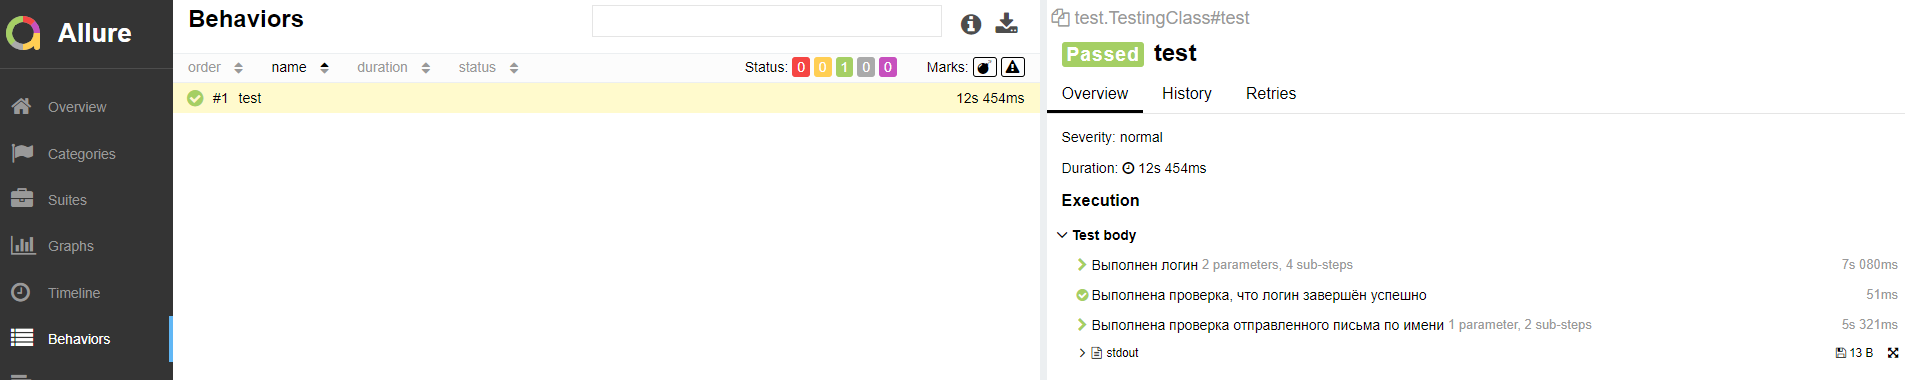 Allure
Overview
Categories
Suites
Graphs
Timeline
Behaviors
Behaviors
order name duration status Status: 0 0 1 0 0 Marks:
#1 test 12s 454ms
test.TestingClass#test
Passed test
Overview History Retries
Severity: normal
Duration: 12s 454ms
Execution
Test body
Выполнен логин 2 parameters, 4 sub-steps 7s 080ms
Выполнена проверка, что логин завершён успешно 51ms
Выполнена проверка отправленного письма по имени 1 parameter, 2 sub-steps 5s 321ms
stdout 13 B